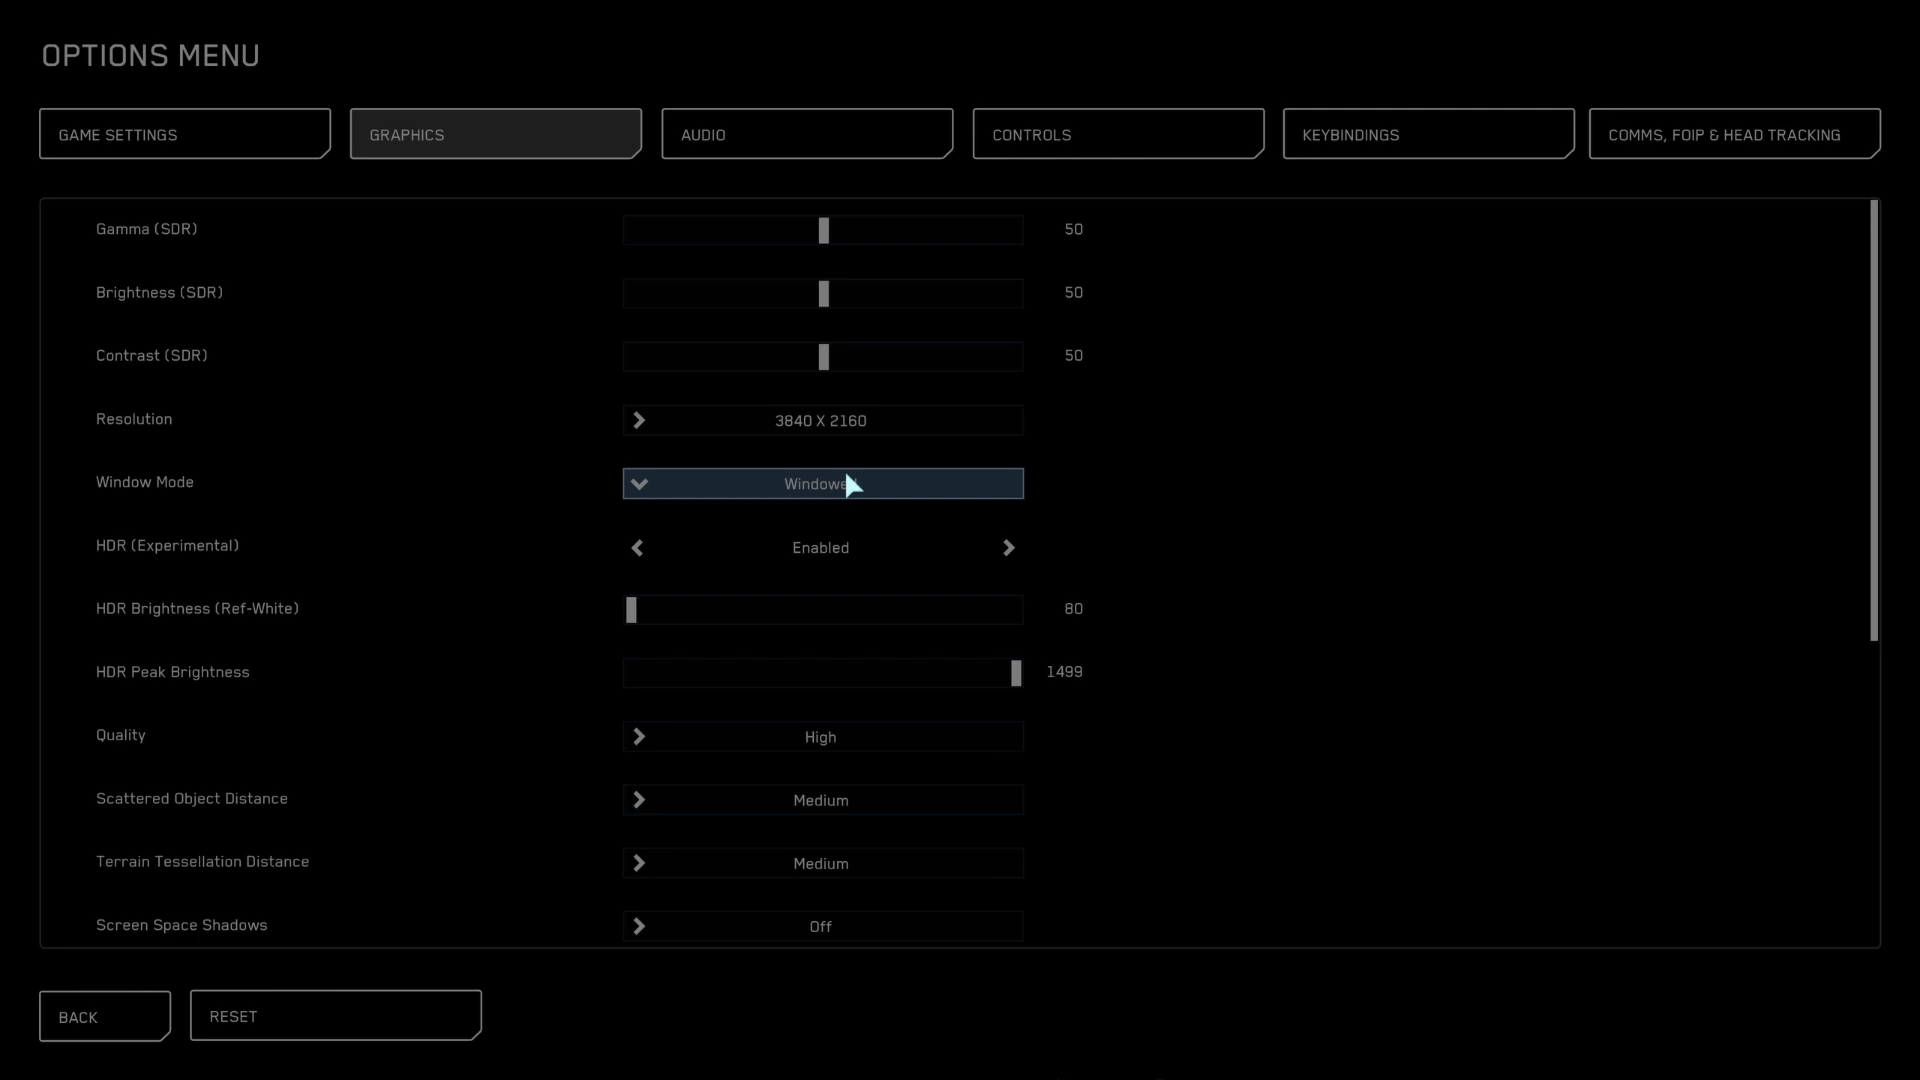 OPTIONS MENU
GAME SETTINGS
GRAPHICS
AUDIO
CONTROLS
KEYBINDINGS
COMMS, FOIP & HEAD TRACKING
Gamma (SDR) 50
Brightness (SDR) 50
Contrast (SDR) 50
Resolution 3840 X 2160
Window Mode Windowed
HDR (Experimental) Enabled
HDR Brightness (Ref-White) 80
HDR Peak Brightness 1499
Quality High
Scattered Object Distance Medium
Terrain Tessellation Distance Medium
Screen Space Shadows Off
BACK
RESET